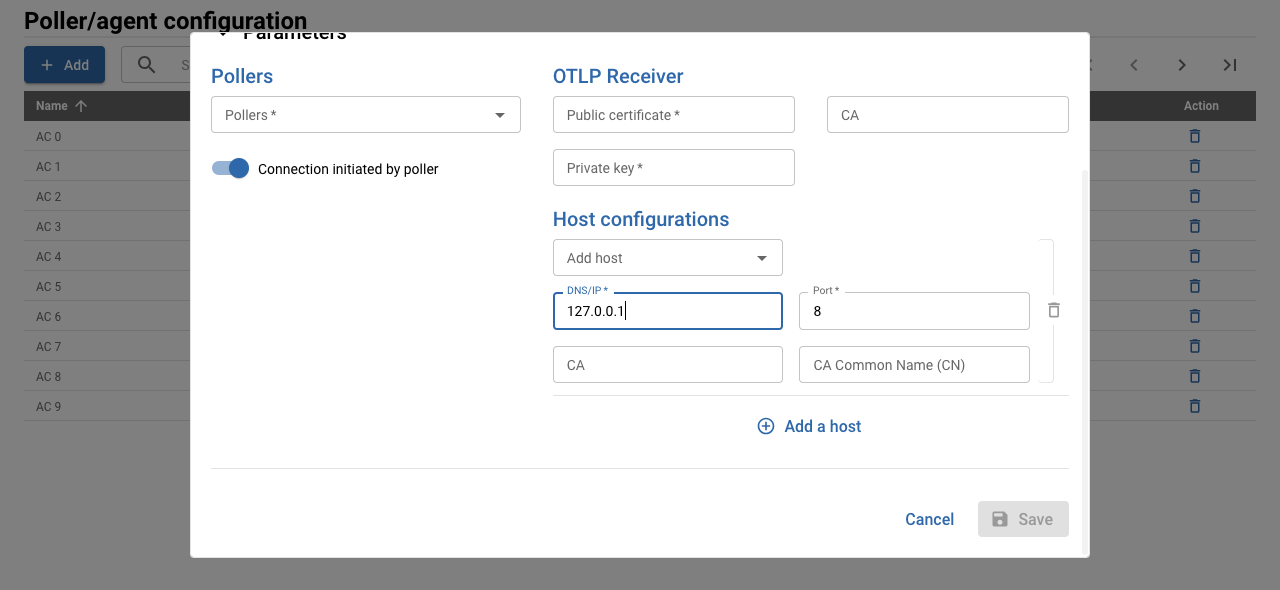 Poller/agent configuration
Parameters
Add
S
Name
Action
AC 0
AC 1
AC 2
AC 3
AC 4
AC 5
AC 6
AC 7
AC 8
AC 9
Pollers
Pollers *
Connection initiated by poller
OTLP Receiver
Public certificate *
CA
Private key *
Host configurations
Add host
DNS/IP *
127.0.0.1
Port *
8
CA
CA Common Name (CN)
Add a host
Cancel
Save